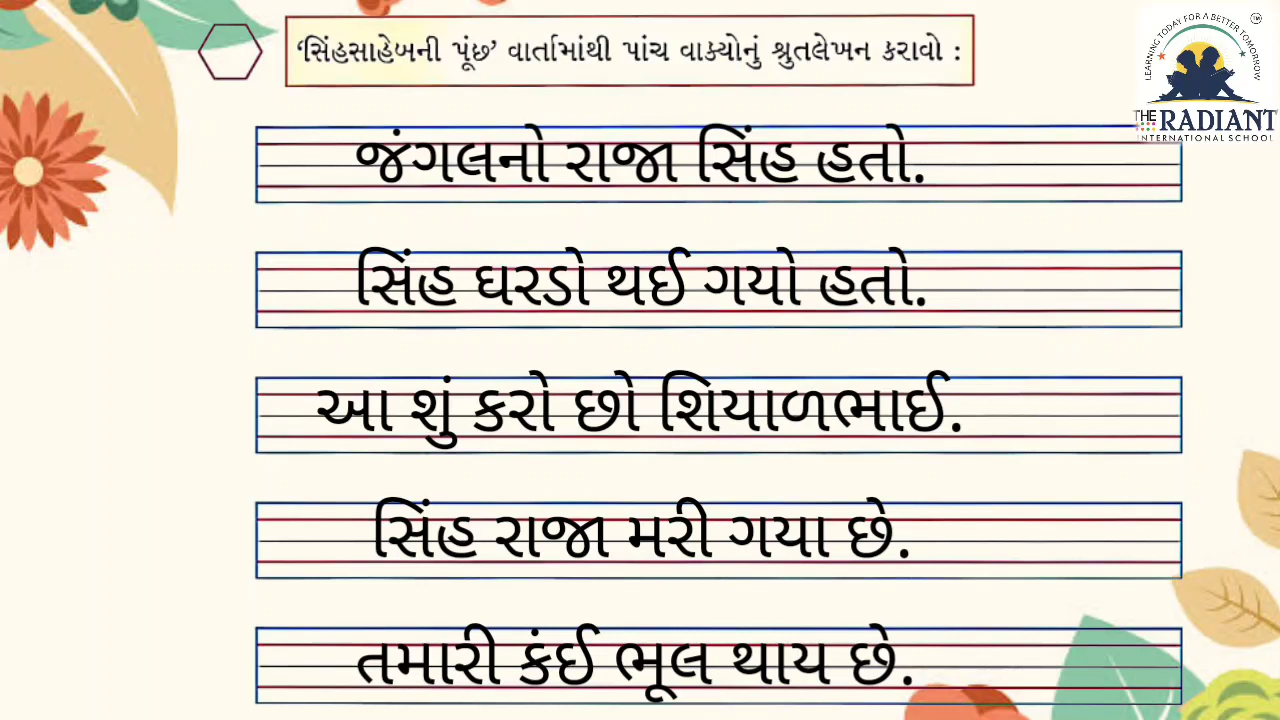 ‘સિંહસાહેબની પૂંછ’ વાર્તામાંથી પાંચ વાક્યોનું શ્રુતલેખન કરાવો :
LEARNING TODAY FOR A BETTER TOMORROW
TM
THE RADIANT
INTERNATIONAL SCHOOL
જંગલનો રાજા સિંહ હતો.
સિંહ ઘરડો થઈ ગયો હતો.
આ શું કરો છો શિયાળભાઈ.
સિંહ રાજા મરી ગયા છે.
તમારી કંઈ ભૂલ થાય છે.